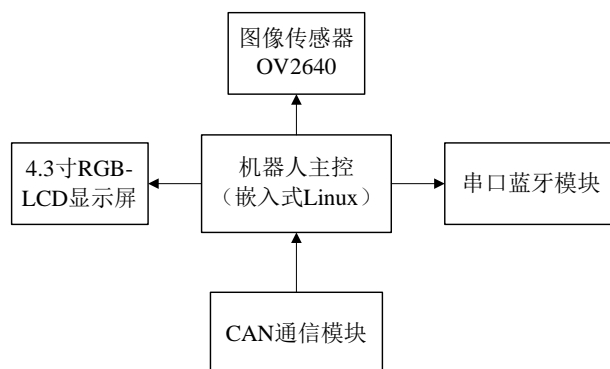 图像传感器
OV2640
4.3寸RGB-
LCD显示屏
机器人主控
（嵌入式Linux）
串口蓝牙模块
CAN通信模块